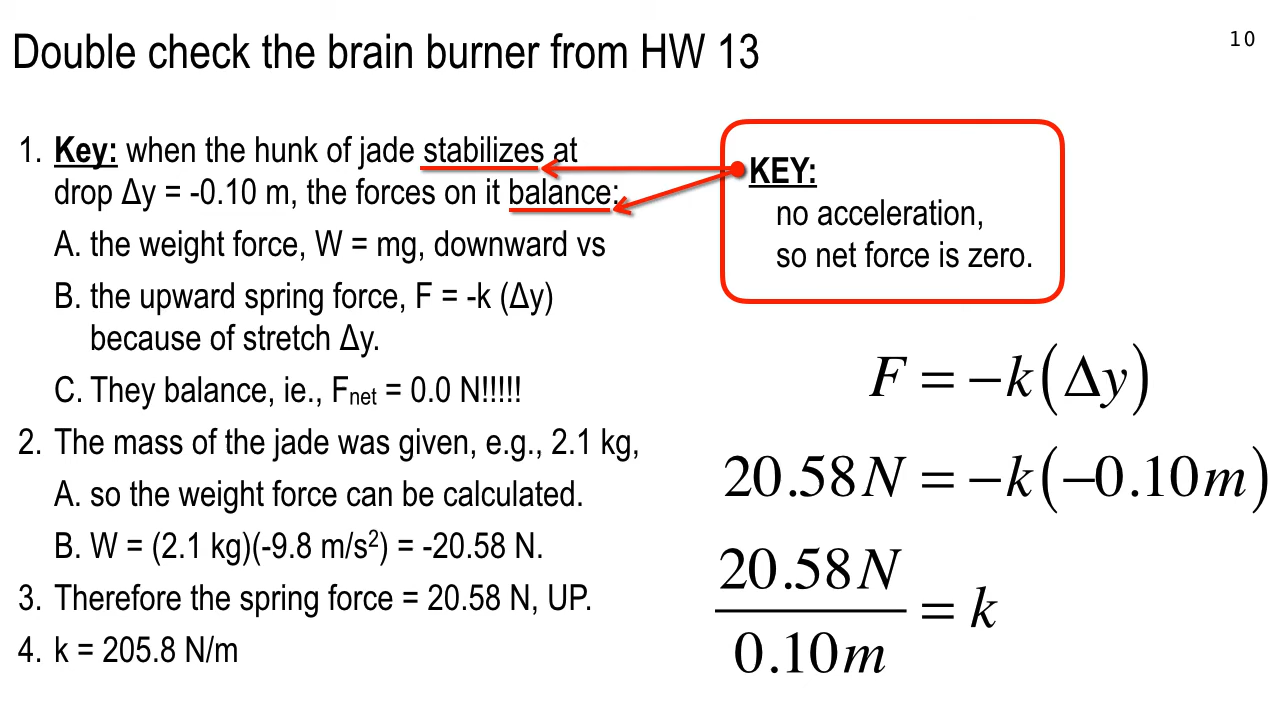 Double check the brain burner from HW 13
10
1. Key: when the hunk of jade stabilizes at
drop Δy = -0.10 m, the forces on it balance:
A. the weight force, W = mg, downward vs
B. the upward spring force, F = -k (Δy)
because of stretch Δy.
C. They balance, ie., Fnet = 0.0 N!!!!!
2. The mass of the jade was given, e.g., 2.1 kg,
A. so the weight force can be calculated.
B. W = (2.1 kg)(-9.8 m/s²) = -20.58 N.
3. Therefore the spring force = 20.58 N, UP.
4. k = 205.8 N/m
KEY:
no acceleration,
so net force is zero.
F = −k(Δy)
20.58N = −k(−0.10m)
20.58N
= k
0.10m